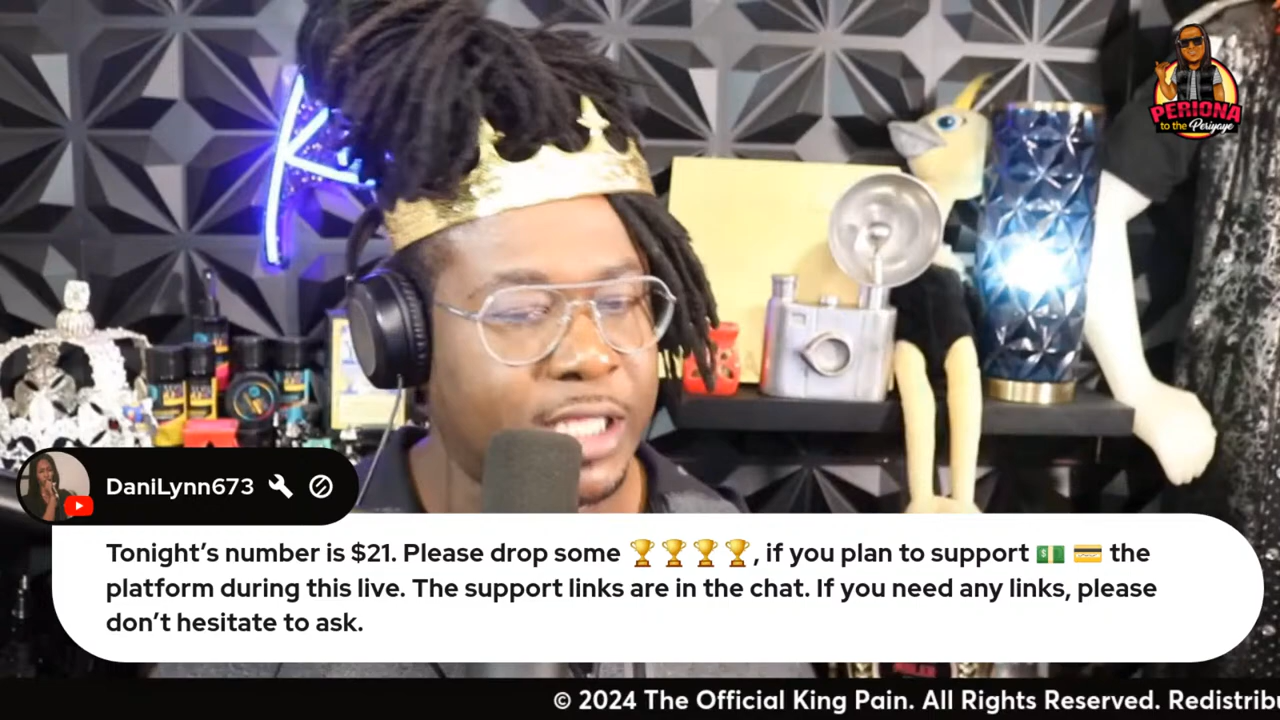 PERIONA
to the Periyaye
K
DaniLynn673
Tonight’s number is $21. Please drop some 🏆🏆🏆🏆, if you plan to support 💵 💳 the
platform during this live. The support links are in the chat. If you need any links, please
don’t hesitate to ask.
© 2024 The Official King Pain. All Rights Reserved. Redistrib